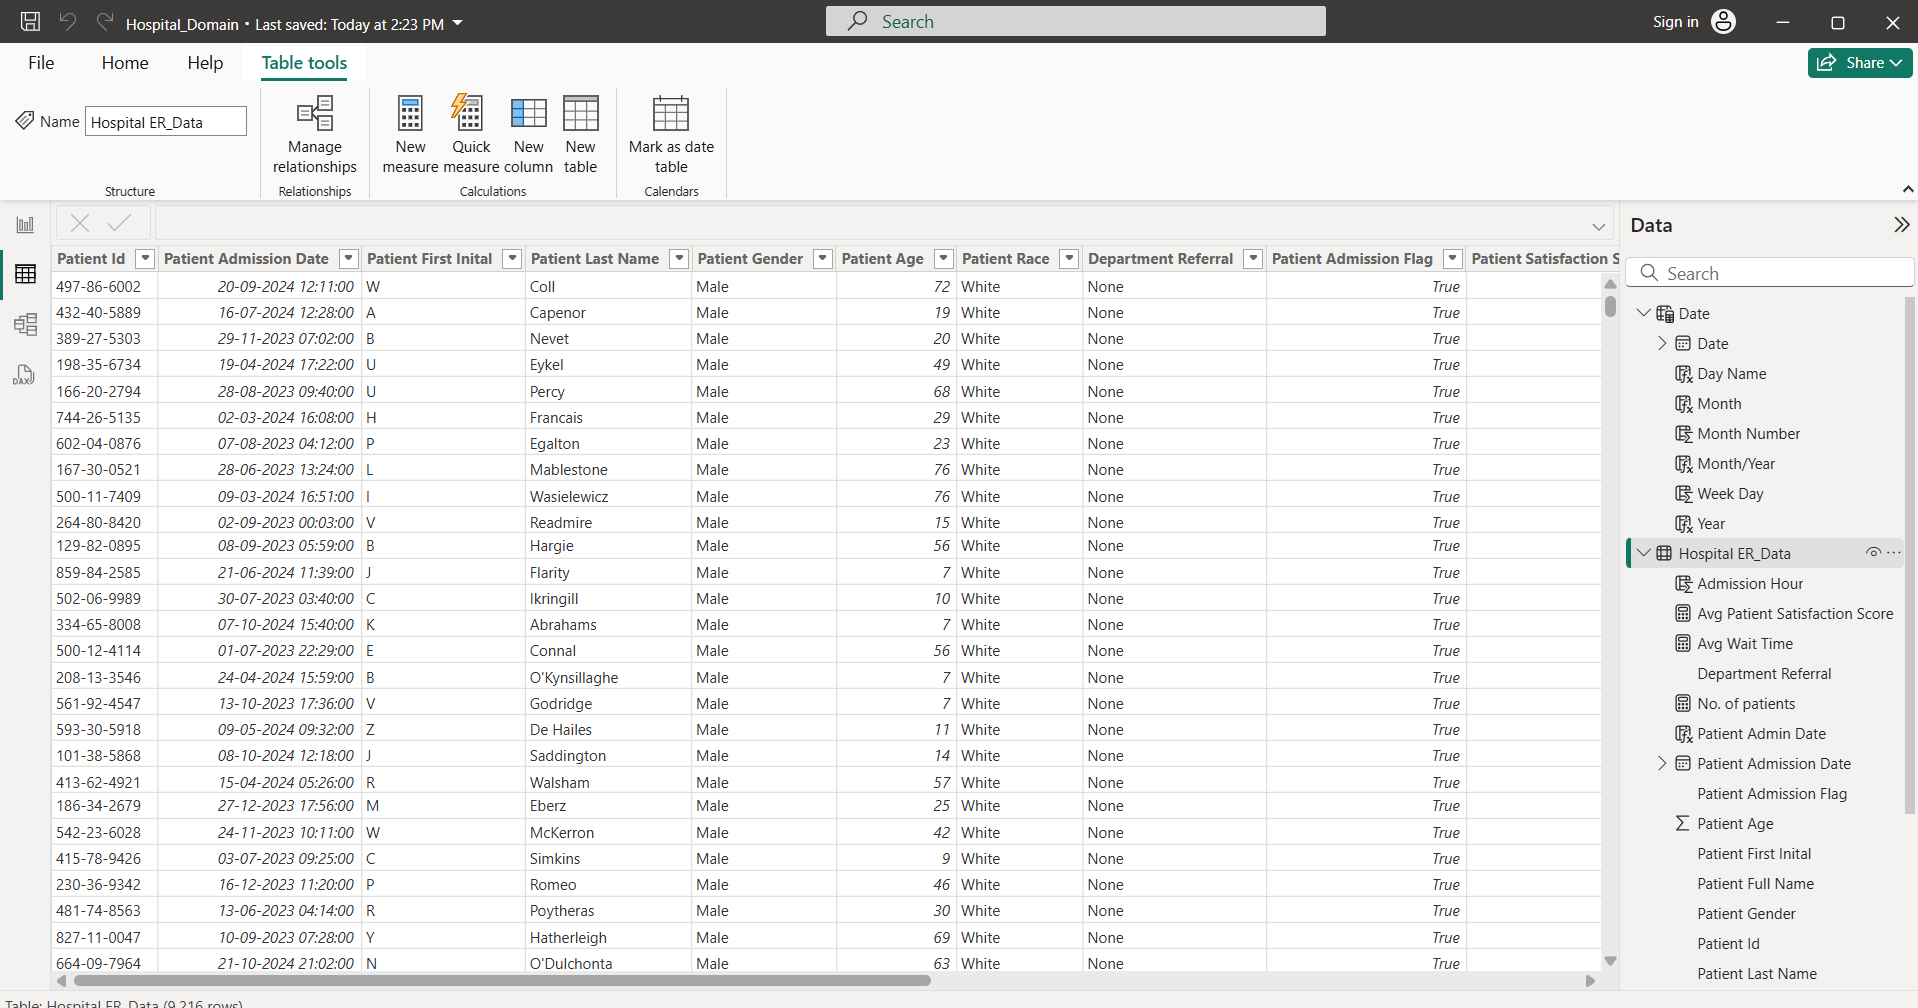 Hospital_Domain • Last saved: Today at 2:23 PM
Search
Sign in
File Home Help Table tools
Share
Name Hospital ER_Data
Structure
Manage relationships
Relationships
New measure
Quick measure
New column
New table
Calculations
Mark as date table
Calendars
Patient Id Patient Admission Date Patient First Inital Patient Last Name Patient Gender Patient Age Patient Race Department Referral Patient Admission Flag Patient Satisfaction S
497-86-6002 20-09-2024 12:11:00 W Coll Male 72 White None True
432-40-5889 16-07-2024 12:28:00 A Capenor Male 19 White None True
389-27-5303 29-11-2023 07:02:00 B Nevet Male 20 White None True
198-35-6734 19-04-2024 17:22:00 U Eykel Male 49 White None True
166-20-2794 28-08-2023 09:40:00 U Percy Male 68 White None True
744-26-5135 02-03-2024 16:08:00 H Francais Male 29 White None True
602-04-0876 07-08-2023 04:12:00 P Egalton Male 23 White None True
167-30-0521 28-06-2023 13:24:00 L Mablestone Male 76 White None True
500-11-7409 09-03-2024 16:51:00 I Wasielewicz Male 76 White None True
264-80-8420 02-09-2023 00:03:00 V Readmire Male 15 White None True
129-82-0895 08-09-2023 05:59:00 B Hargie Male 56 White None True
859-84-2585 21-06-2024 11:39:00 J Flarity Male 7 White None True
502-06-9989 30-07-2023 03:40:00 C Ikringill Male 10 White None True
334-65-8008 07-10-2024 15:40:00 K Abrahams Male 7 White None True
500-12-4114 01-07-2023 22:29:00 E Connal Male 56 White None True
208-13-3546 24-04-2024 15:59:00 B O'Kynsillaghe Male 7 White None True
561-92-4547 13-10-2023 17:36:00 V Godridge Male 7 White None True
593-30-5918 09-05-2024 09:32:00 Z De Hailes Male 11 White None True
101-38-5868 08-10-2024 12:18:00 J Saddington Male 14 White None True
413-62-4921 15-04-2024 05:26:00 R Walsham Male 57 White None True
186-34-2679 27-12-2023 17:56:00 M Eberz Male 25 White None True
542-23-6028 24-11-2023 10:11:00 W McKerron Male 42 White None True
415-78-9426 03-07-2023 09:25:00 C Simkins Male 9 White None True
230-36-9342 16-12-2023 11:20:00 P Romeo Male 46 White None True
481-74-8563 13-06-2023 04:14:00 R Poytheras Male 30 White None True
827-11-0047 10-09-2023 07:28:00 Y Hatherleigh Male 69 White None True
664-09-7964 21-10-2024 21:02:00 N O'Dulchonta Male 63 White None True
DAX
Table: Hospital ER_Data (9,216 rows)
Data
Search
Date
Date
Day Name
Month
Month Number
Month/Year
Week Day
Year
Hospital ER_Data
Admission Hour
Avg Patient Satisfaction Score
Avg Wait Time
Department Referral
No. of patients
Patient Admin Date
Patient Admission Date
Patient Admission Flag
Patient Age
Patient First Inital
Patient Full Name
Patient Gender
Patient Id
Patient Last Name